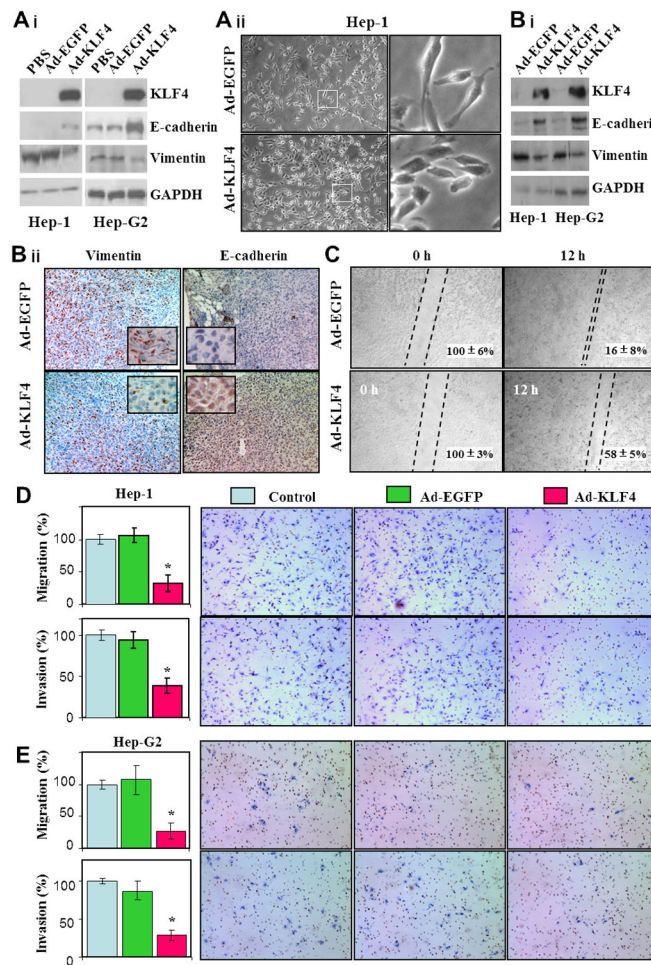 A i
PBS
Ad-EGFP
Ad-KLF4
PBS
Ad-EGFP
Ad-KLF4
KLF4
E-cadherin
Vimentin
GAPDH
Hep-1
Hep-G2
A ii
Hep-1
Ad-EGFP
Ad-KLF4
B i
Ad-EGFP
Ad-KLF4
Ad-EGFP
Ad-KLF4
KLF4
E-cadherin
Vimentin
GAPDH
Hep-1 Hep-G2
B ii
Vimentin
E-cadherin
Ad-EGFP
Ad-KLF4
C
0 h
12 h
Ad-EGFP
100 ± 6%
16 ± 8%
Ad-KLF4
0 h
12 h
100 ± 3%
58 ± 5%
D
Hep-1
Control
Ad-EGFP
Ad-KLF4
Migration (%)
100
50
0
*
Invasion (%)
100
50
0
*
E
Hep-G2
Migration (%)
100
50
0
*
Invasion (%)
100
50
0
*